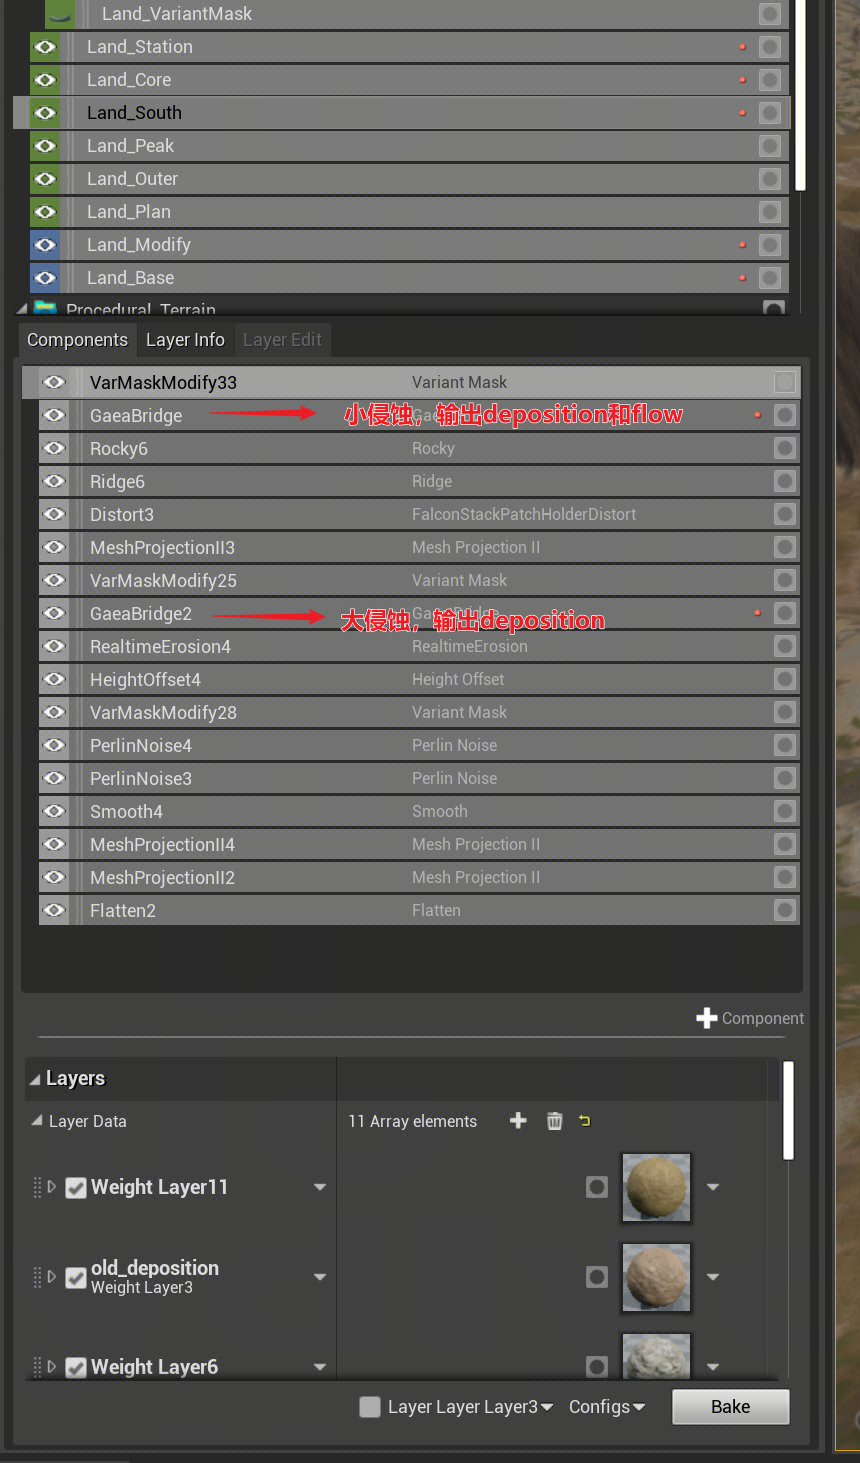 Land_VariantMask
Land_Station
Land_Core
Land_South
Land_Peak
Land_Outer
Land_Plan
Land_Modify
Land_Base
Procedural_Terrain
Components Layer Info Layer Edit
VarMaskModify33 Variant Mask
GaeaBridge 小侵蚀，输出deposition和flow
Rocky6 Rocky
Ridge6 Ridge
Distort3 FalconStackPatchHolderDistort
MeshProjectionII3 Mesh Projection II
VarMaskModify25 Variant Mask
GaeaBridge2 大侵蚀，输出deposition
RealtimeErosion4 RealtimeErosion
HeightOffset4 Height Offset
VarMaskModify28 Variant Mask
PerlinNoise4 Perlin Noise
PerlinNoise3 Perlin Noise
Smooth4 Smooth
MeshProjectionII4 Mesh Projection II
MeshProjectionII2 Mesh Projection II
Flatten2 Flatten
Component
Layers
Layer Data 11 Array elements
Weight Layer11
old_deposition
Weight Layer3
Weight Layer6
Layer Layer Layer3 Configs Bake